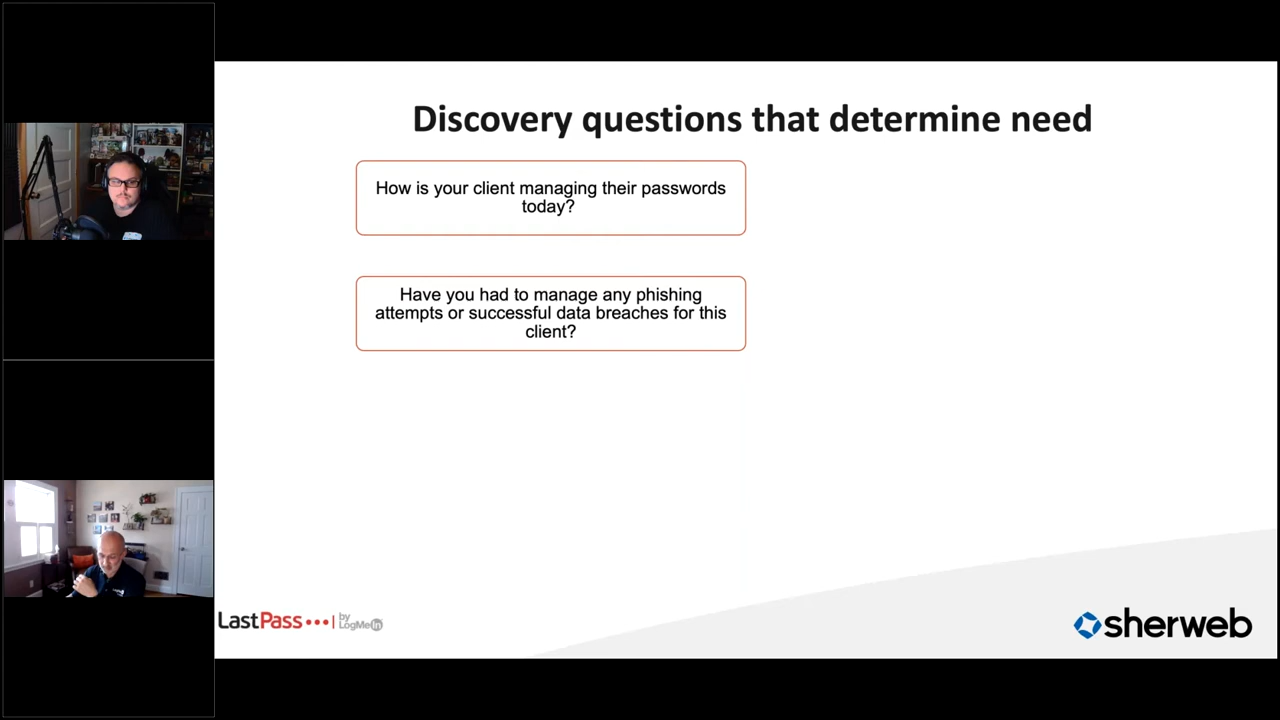 Discovery questions that determine need
How is your client managing their passwords
today?
Have you had to manage any phishing
attempts or successful data breaches for this
client?
LastPass •••| by
LogMeIn
sherweb